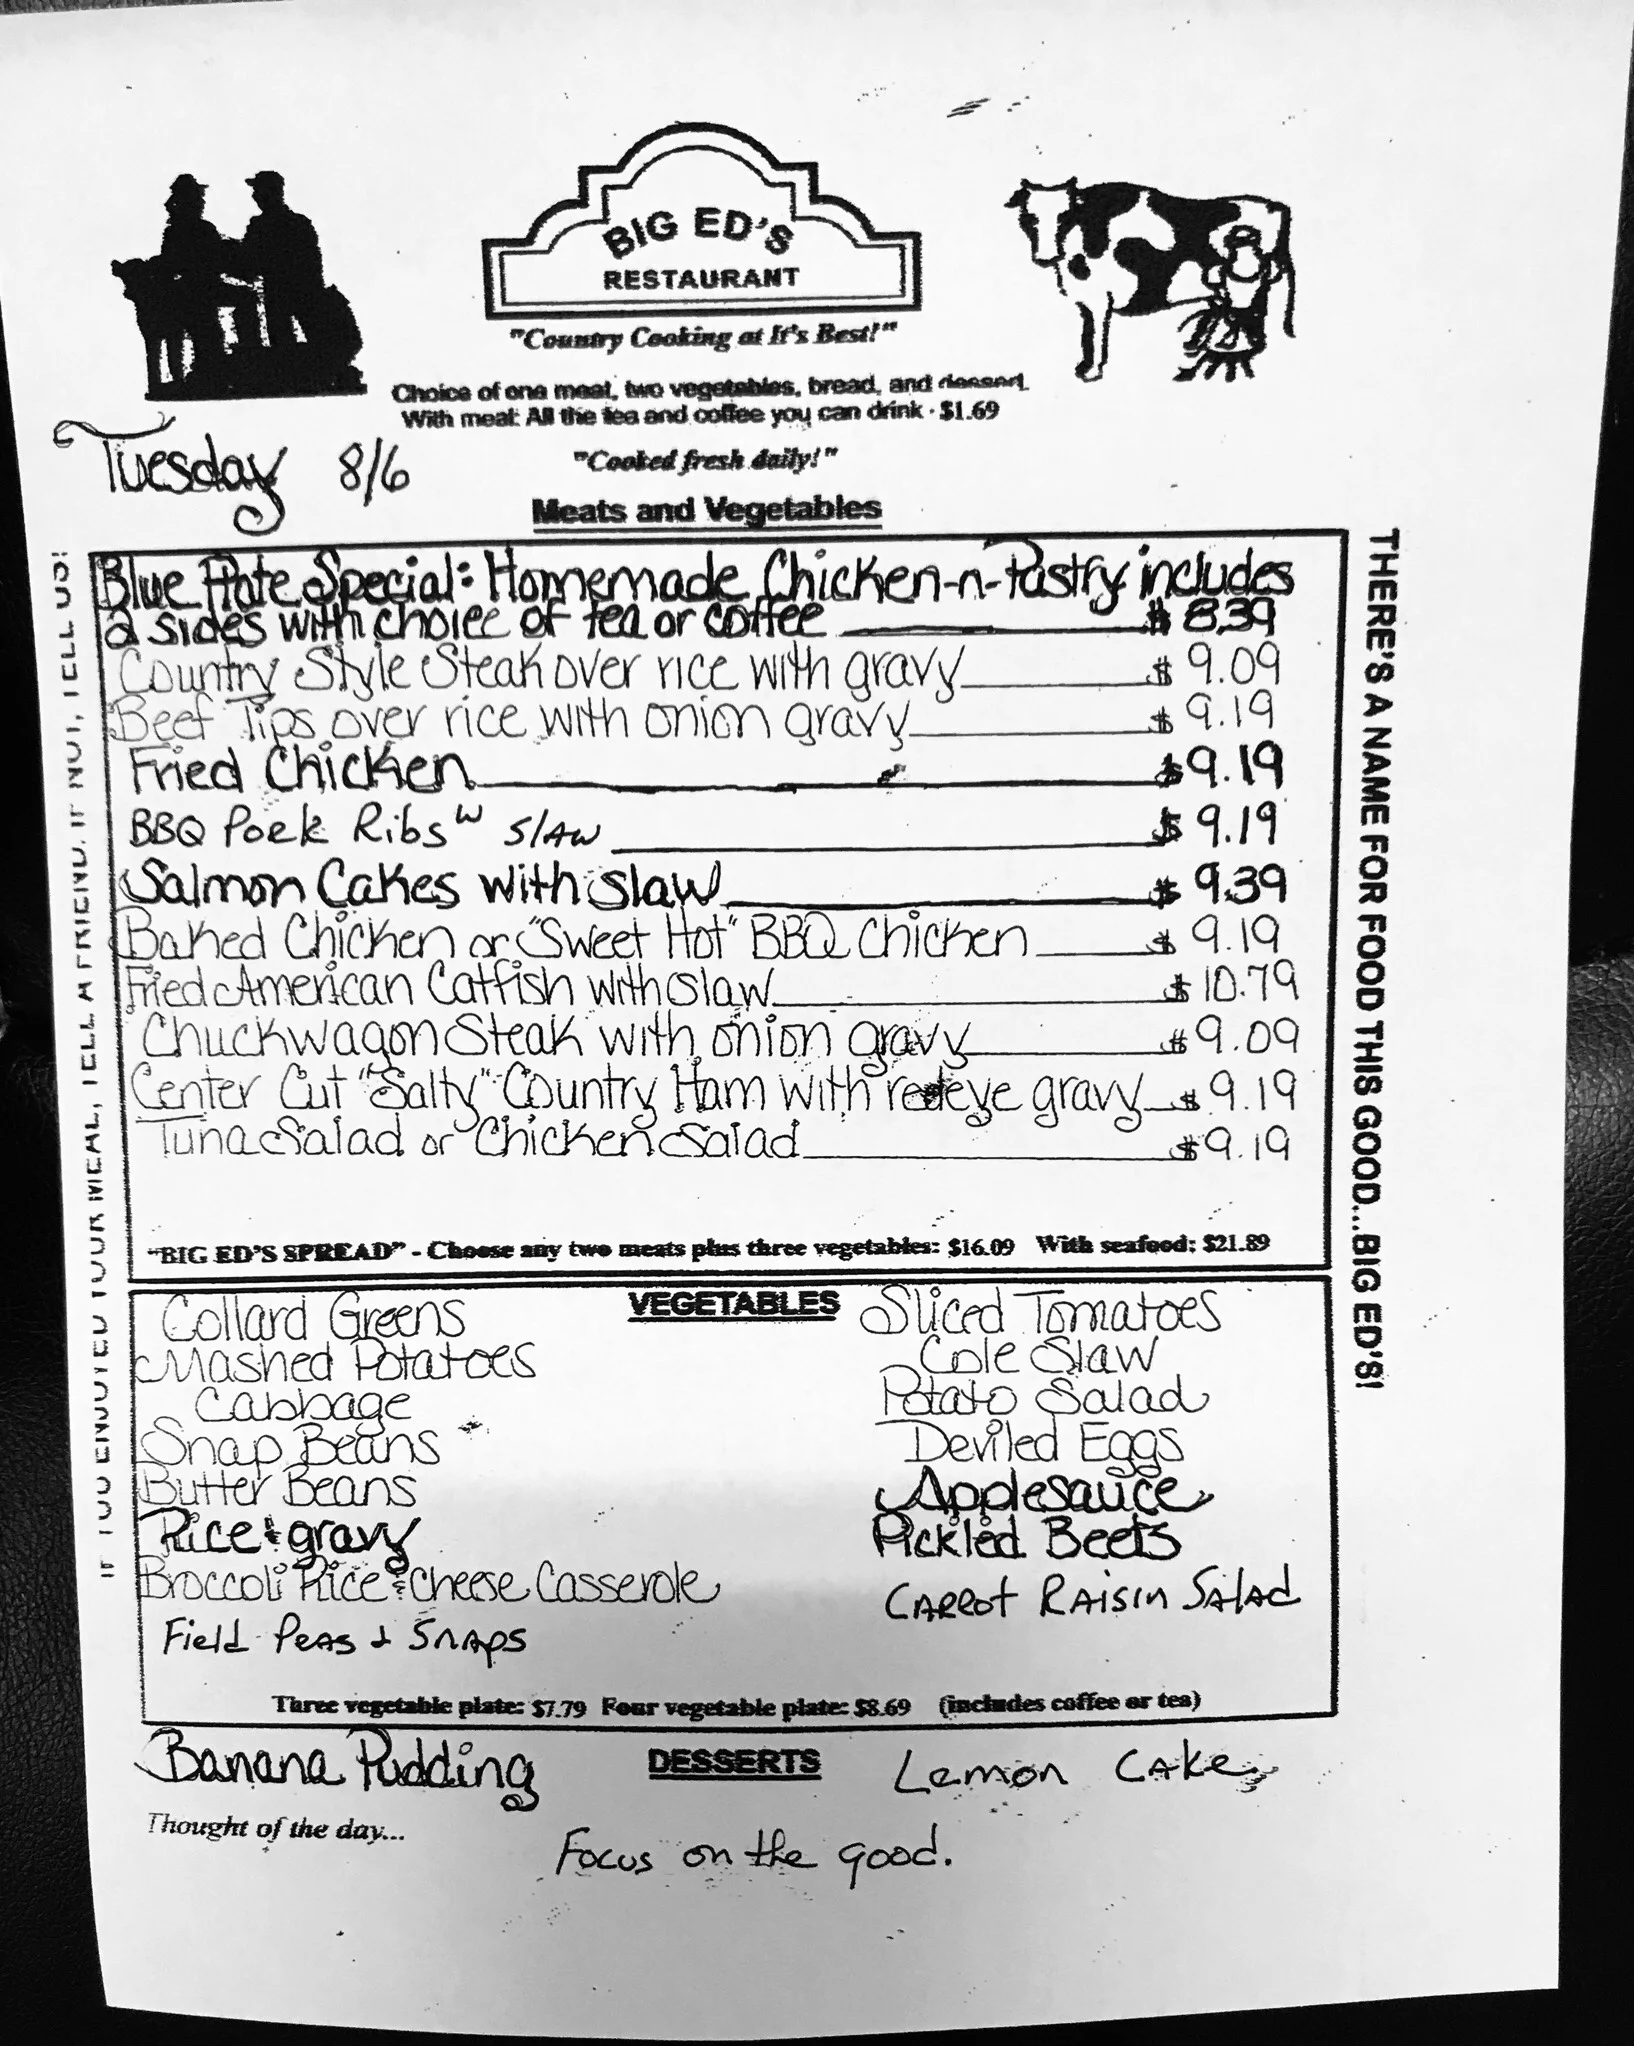 BIG ED'S
RESTAURANT
"Country Cooking at It's Best!"
Choice of one meat, two vegetables, bread, and dessert.
With meal: All the tea and coffee you can drink - $1.69
Tuesday 8/6
"Cooked fresh daily!"
Meats and Vegetables
Blue Plate Special: Homemade Chicken-n-Pastry includes
2 sides with choice of tea or coffee $8.39
Country Style Steak over rice with gravy $9.09
Beef Tips over rice with onion gravy $9.19
Fried Chicken $9.19
BBQ Pork Ribs w slaw $9.19
Salmon Cakes with slaw $9.39
Baked Chicken or "Sweet Hot" BBQ Chicken $9.19
Fried American Catfish with slaw $10.79
Chuckwagon Steak with onion gravy $9.09
Center Cut "Salty" Country Ham with redeye gravy $9.19
Tuna Salad or Chicken Salad $9.19
"BIG ED'S SPREAD" - Choose any two meats plus three vegetables: $16.09 With seafood: $21.89
VEGETABLES
Collard Greens
Mashed Potatoes
Cabbage
Snap Beans
Butter Beans
Rice & gravy
Broccoli Rice & Cheese Casserole
Field Peas & Snaps
Sliced Tomatoes
Cole Slaw
Potato Salad
Deviled Eggs
Applesauce
Pickled Beets
Carrot Raisin Salad
Three vegetable plate: $7.79 Four vegetable plate: $8.69 (includes coffee or tea)
DESSERTS
Banana Pudding
Lemon Cake
Thought of the day...
Focus on the good.
IF YOU ENJOYED YOUR MEAL, TELL A FRIEND. IF NOT, TELL US!
THERE'S A NAME FOR FOOD THIS GOOD...BIG ED'S!